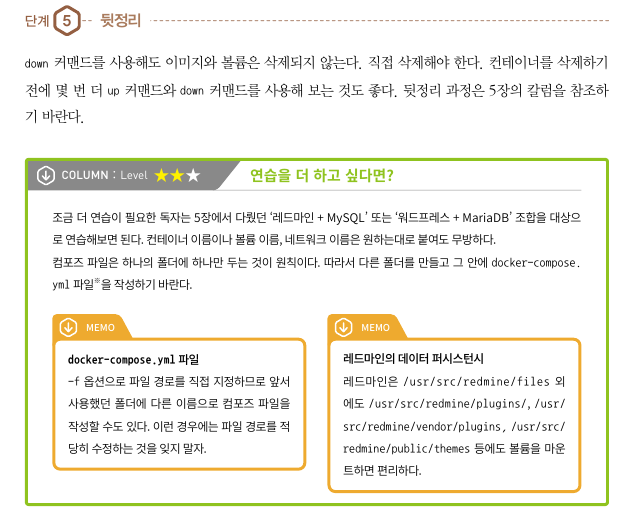 단계 5 뒷정리
down 커맨드를 사용해도 이미지와 볼륨은 삭제되지 않는다. 직접 삭제해야 한다. 컨테이너를 삭제하기
전에 몇 번 더 up 커맨드와 down 커맨드를 사용해 보는 것도 좋다. 뒷정리 과정은 5장의 칼럼을 참조하
기 바란다.
COLUMN : Level ★★☆ 연습을 더 하고 싶다면?
조금 더 연습이 필요한 독자는 5장에서 다뤘던 ‘레드마인 + MySQL’ 또는 ‘워드프레스 + MariaDB’ 조합을 대상으
로 연습해보면 된다. 컨테이너 이름이나 볼륨 이름, 네트워크 이름은 원하는대로 붙여도 무방하다.
컴포즈 파일은 하나의 폴더에 하나만 두는 것이 원칙이다. 따라서 다른 폴더를 만들고 그 안에 docker-compose.
yml 파일※을 작성하기 바란다.
MEMO
docker-compose.yml 파일
-f 옵션으로 파일 경로를 직접 지정하므로 앞서
사용했던 폴더에 다른 이름으로 컴포즈 파일을
작성할 수도 있다. 이런 경우에는 파일 경로를 적
당히 수정하는 것을 잊지 말자.
MEMO
레드마인의 데이터 퍼시스턴시
레드마인은 /usr/src/redmine/files 외
에도 /usr/src/redmine/plugins/, /usr/
src/redmine/vendor/plugins, /usr/src/
redmine/public/themes 등에도 볼륨을 마운
트하면 편리하다.